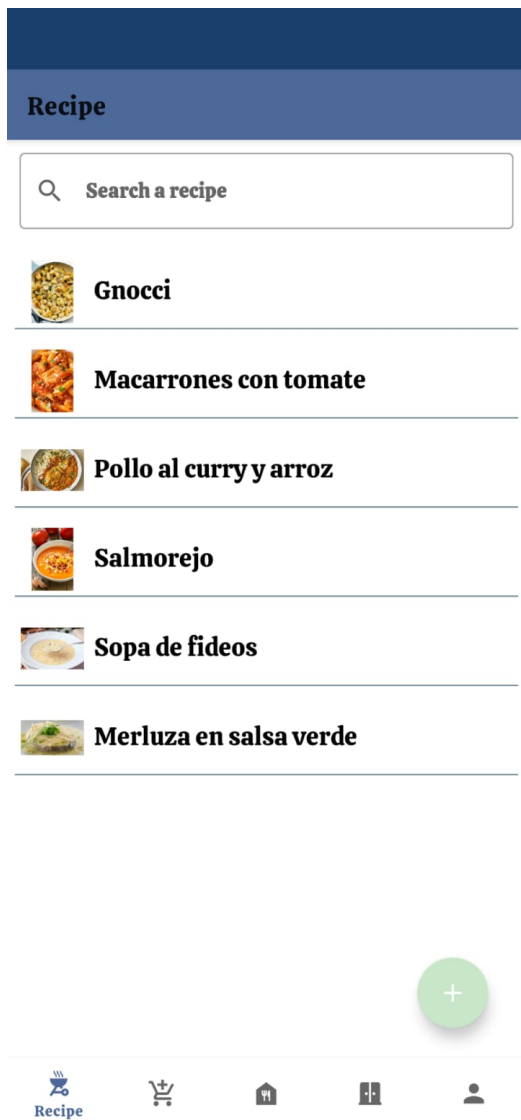 Recipe
Search a recipe
Gnocci
Macarrones con tomate
Pollo al curry y arroz
Salmorejo
Sopa de fideos
Merluza en salsa verde
Recipe